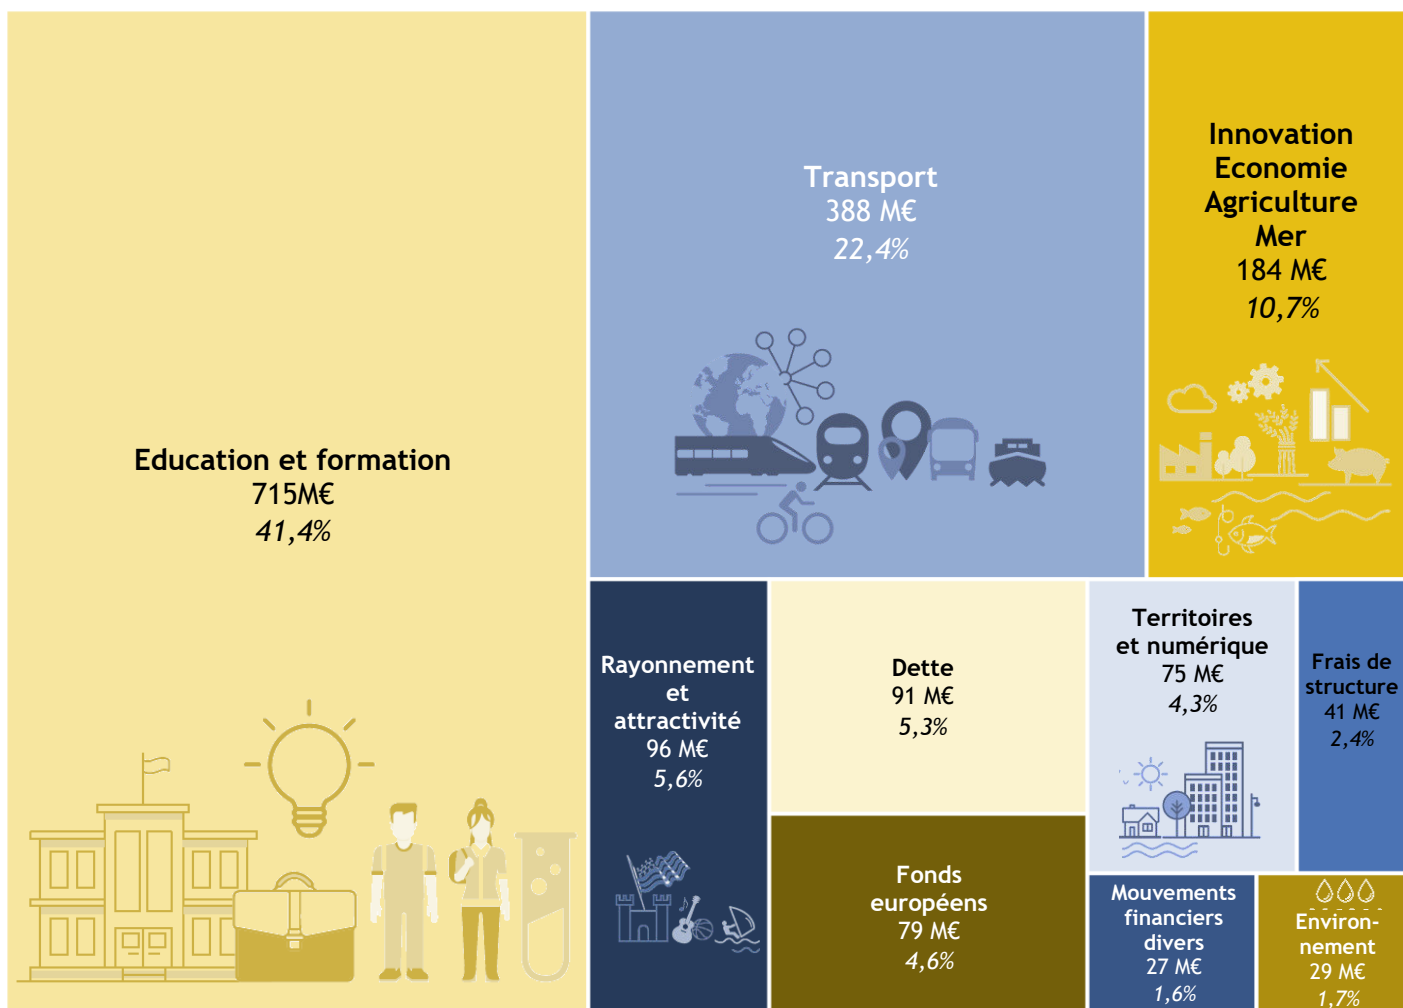 Education et formation
715M€
41,4%
Transport
388 M€
22,4%
Innovation
Economie
Agriculture
Mer
184 M€
10,7%
Rayonnement
et
attractivité
96 M€
5,6%
Dette
91 M€
5,3%
Fonds
européens
79 M€
4,6%
Territoires
et numérique
75 M€
4,3%
Frais de
structure
41 M€
2,4%
Mouvements
financiers
divers
27 M€
1,6%
Environ-
nement
29 M€
1,7%